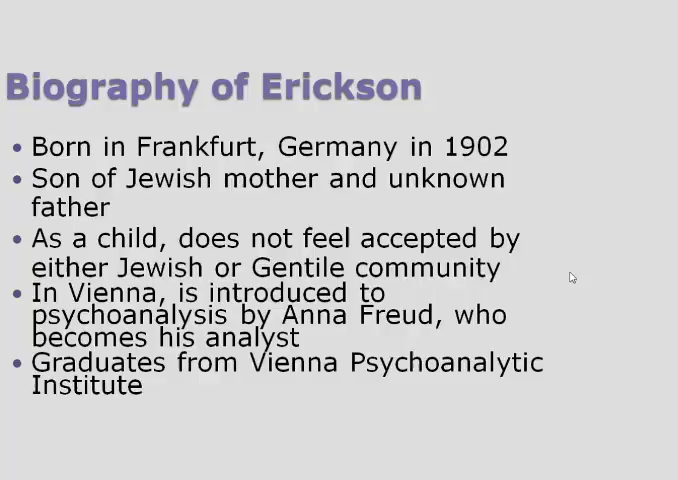 Biography of Erickson
• Born in Frankfurt, Germany in 1902
• Son of Jewish mother and unknown
father
• As a child, does not feel accepted by
either Jewish or Gentile community
• In Vienna, is introduced to
psychoanalysis by Anna Freud, who
becomes his analyst
• Graduates from Vienna Psychoanalytic
Institute